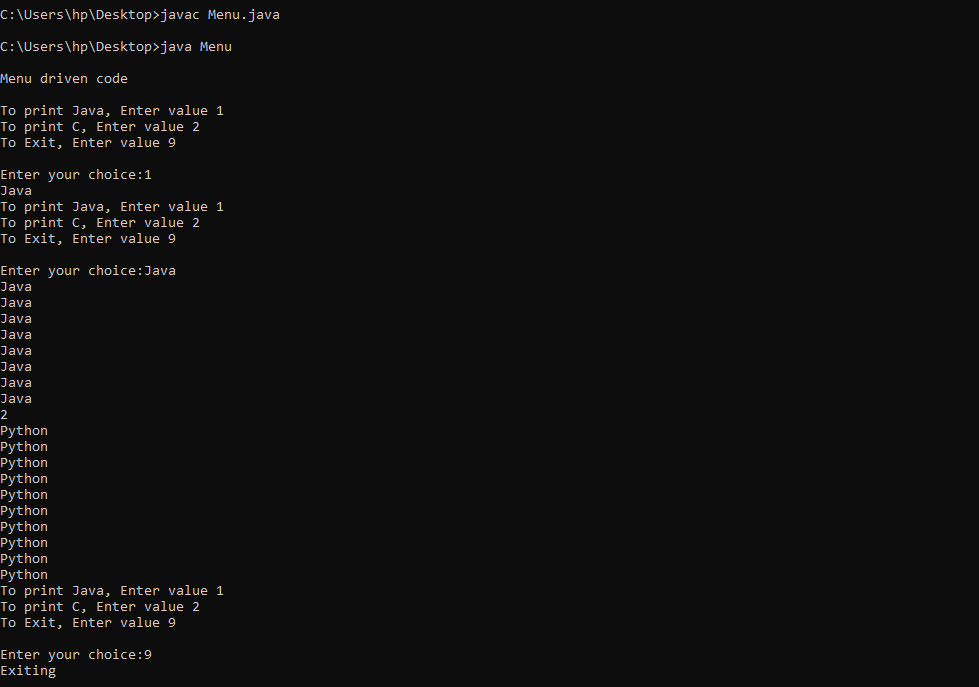 C:\Users\hp\Desktop>javac Menu.java
C:\Users\hp\Desktop>java Menu
Menu driven code
To print Java, Enter value 1
To print C, Enter value 2
To Exit, Enter value 9
Enter your choice:1
Java
To print Java, Enter value 1
To print C, Enter value 2
To Exit, Enter value 9
Enter your choice:Java
Java
Java
Java
Java
Java
Java
Java
Java
2
Python
Python
Python
Python
Python
Python
Python
Python
Python
Python
To print Java, Enter value 1
To print C, Enter value 2
To Exit, Enter value 9
Enter your choice:9
Exiting